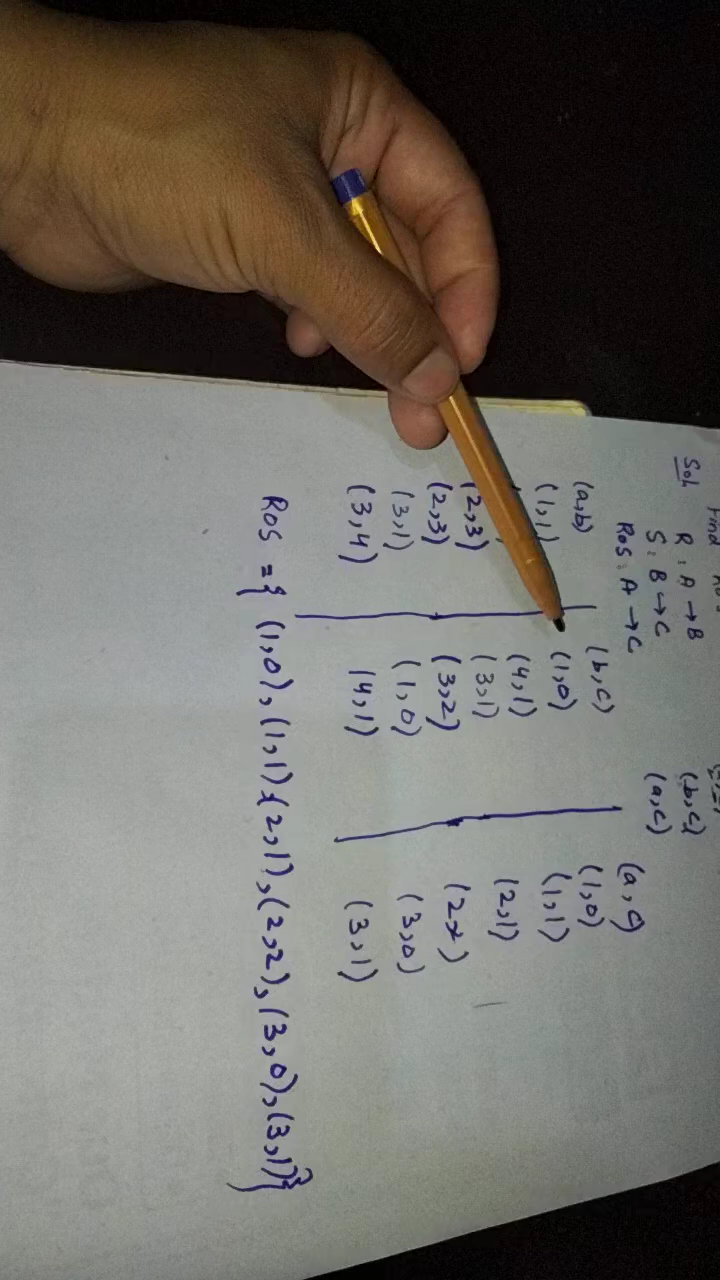 Find
Sol R : A → B (b,c)
S : B → C (a,c)
RoS : A → C
(a,b) (b,c) (a,c)
(1,1) (1,0) (1,0)
(4,1) (1,1)
(2,3) (3,1) (2,1)
(2,3) (3,2) (2,2)
(3,1) (1,0) (3,0)
(3,4) (4,1) (3,1)
RoS = { (1,0), (1,1) (2,1), (2,2), (3,0), (3,1)}